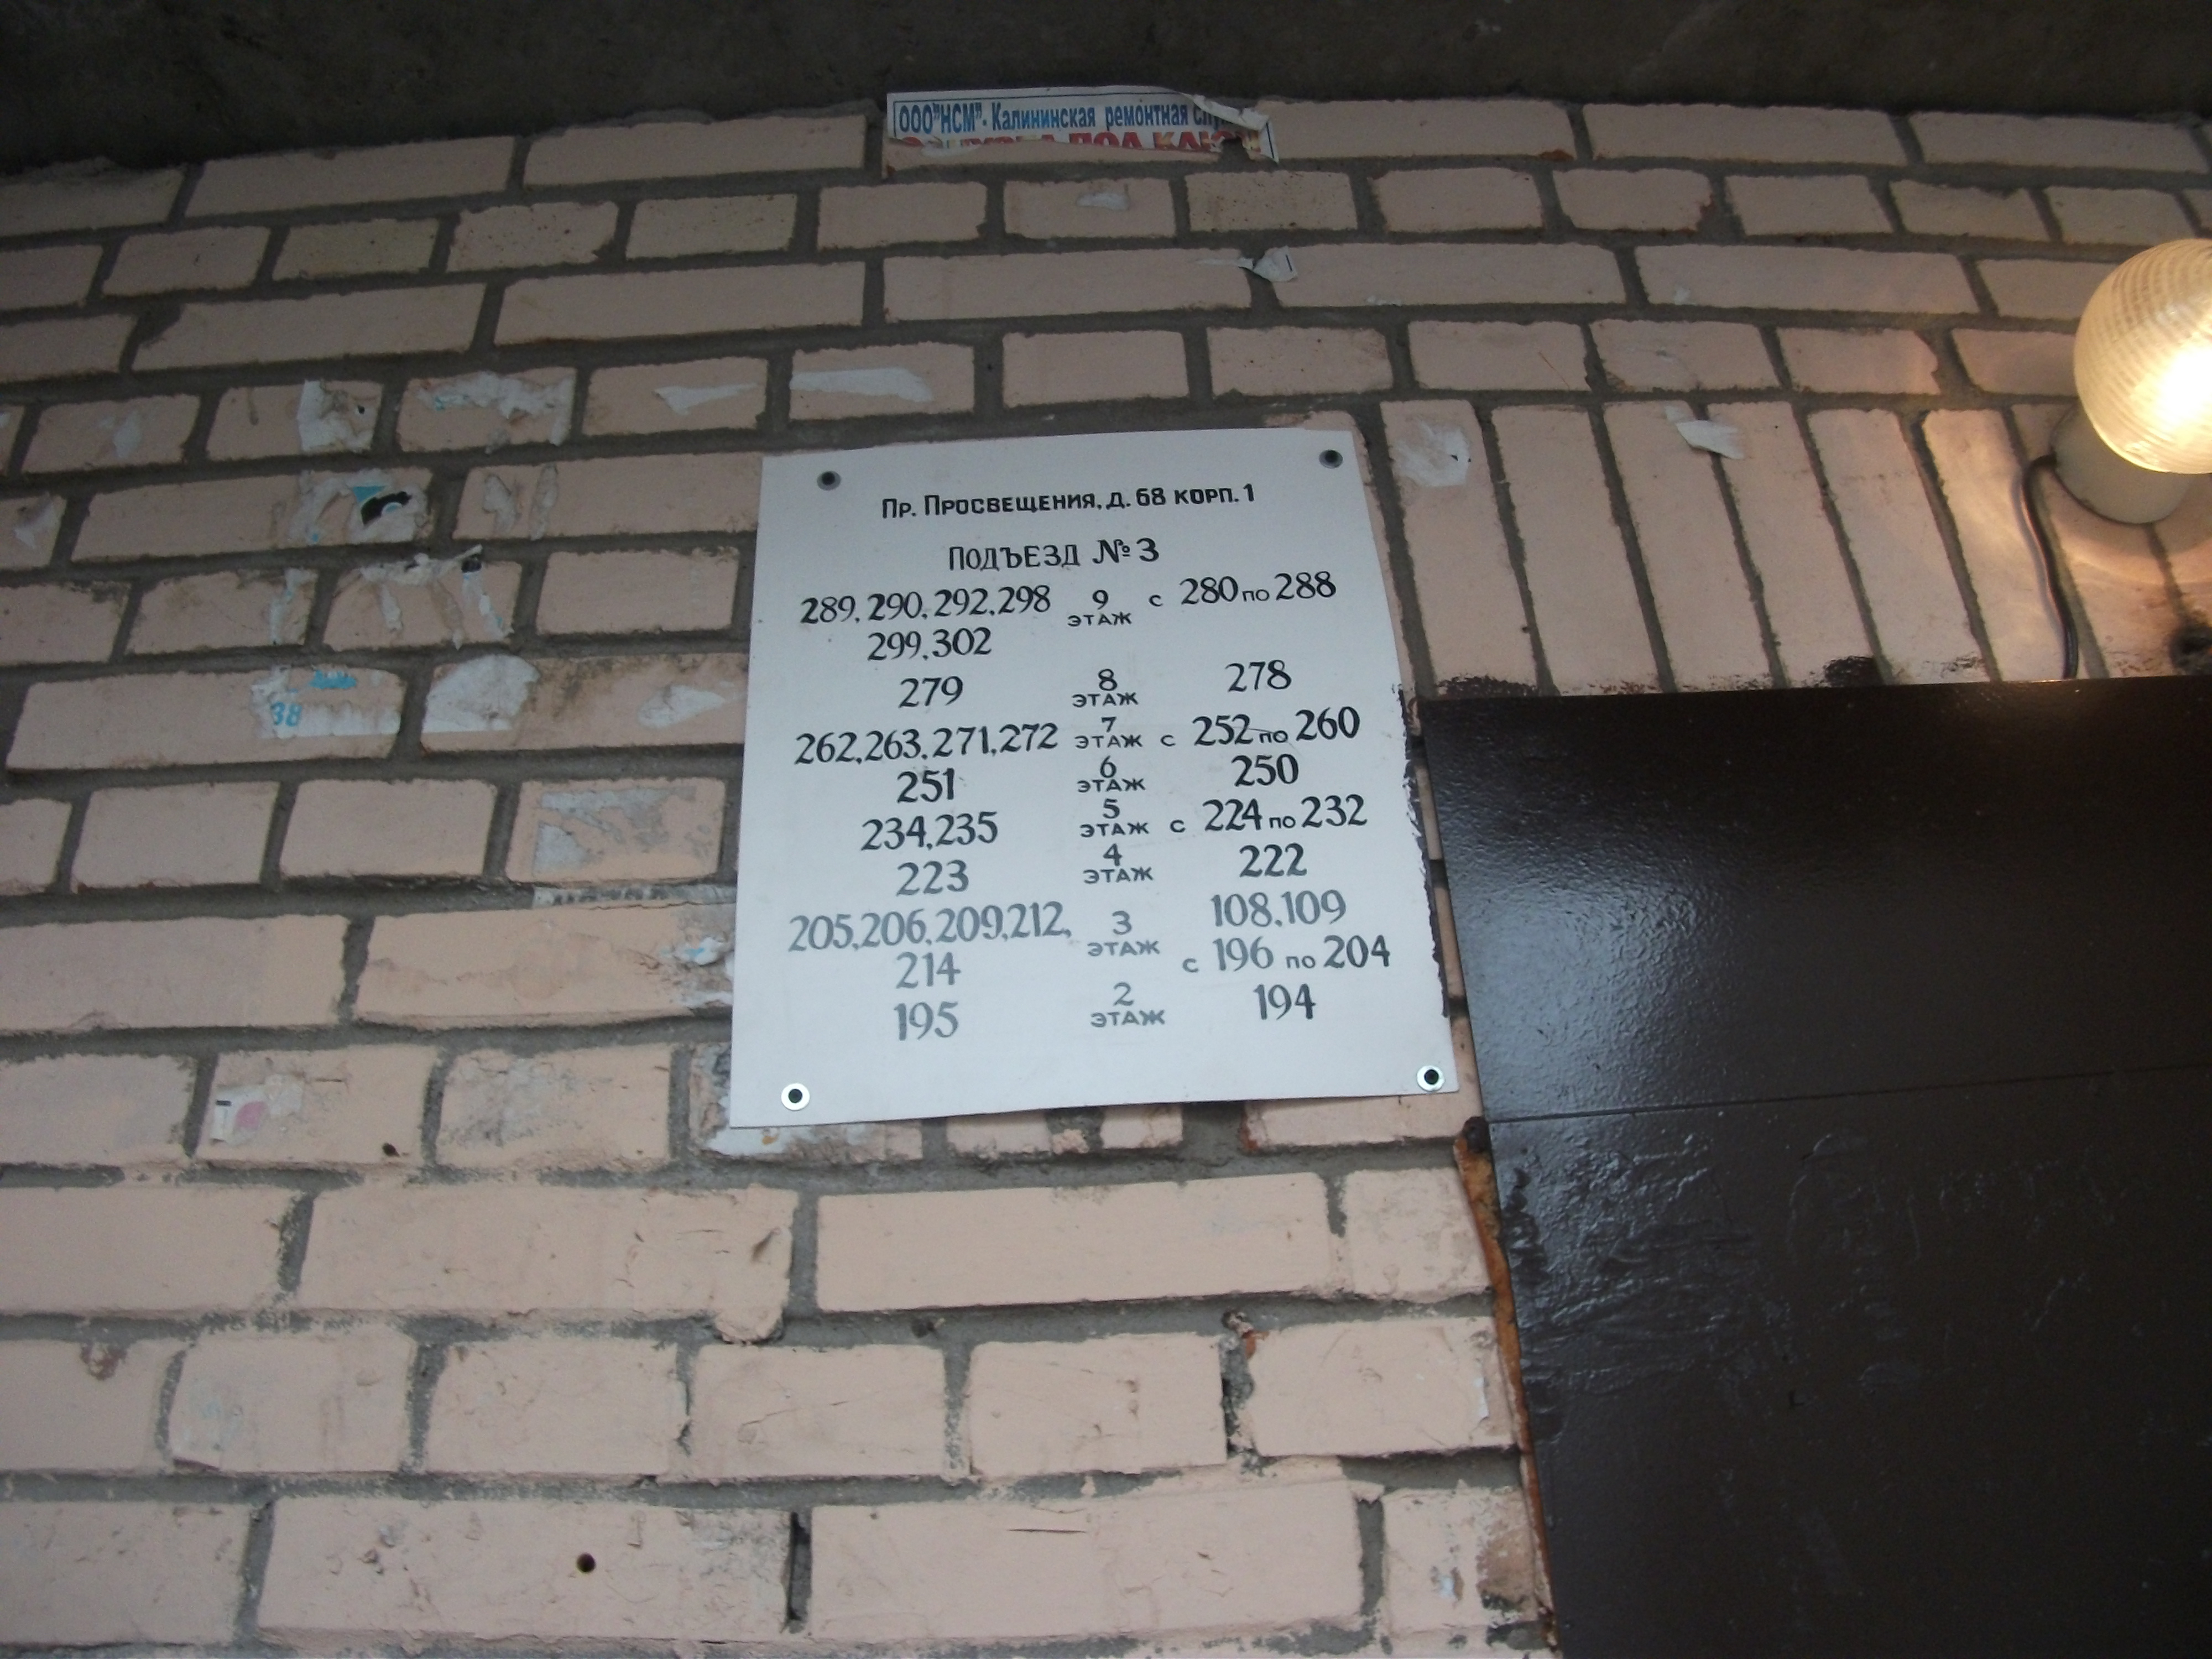 ООО"НСМ"- Калининская ремонтная
Пр. Просвещения, д. 68 корп. 1
Подъезд №3
289, 290, 292, 298 9 этаж с 280 по 288
299, 302
279 8 этаж 278
262, 263, 271, 272 7 этаж с 252 по 260
251 6 этаж 250
234, 235 5 этаж с 224 по 232
223 4 этаж 222
205, 206, 209, 212, 3 этаж 108, 109
214 с 196 по 204
195 2 этаж 194
38